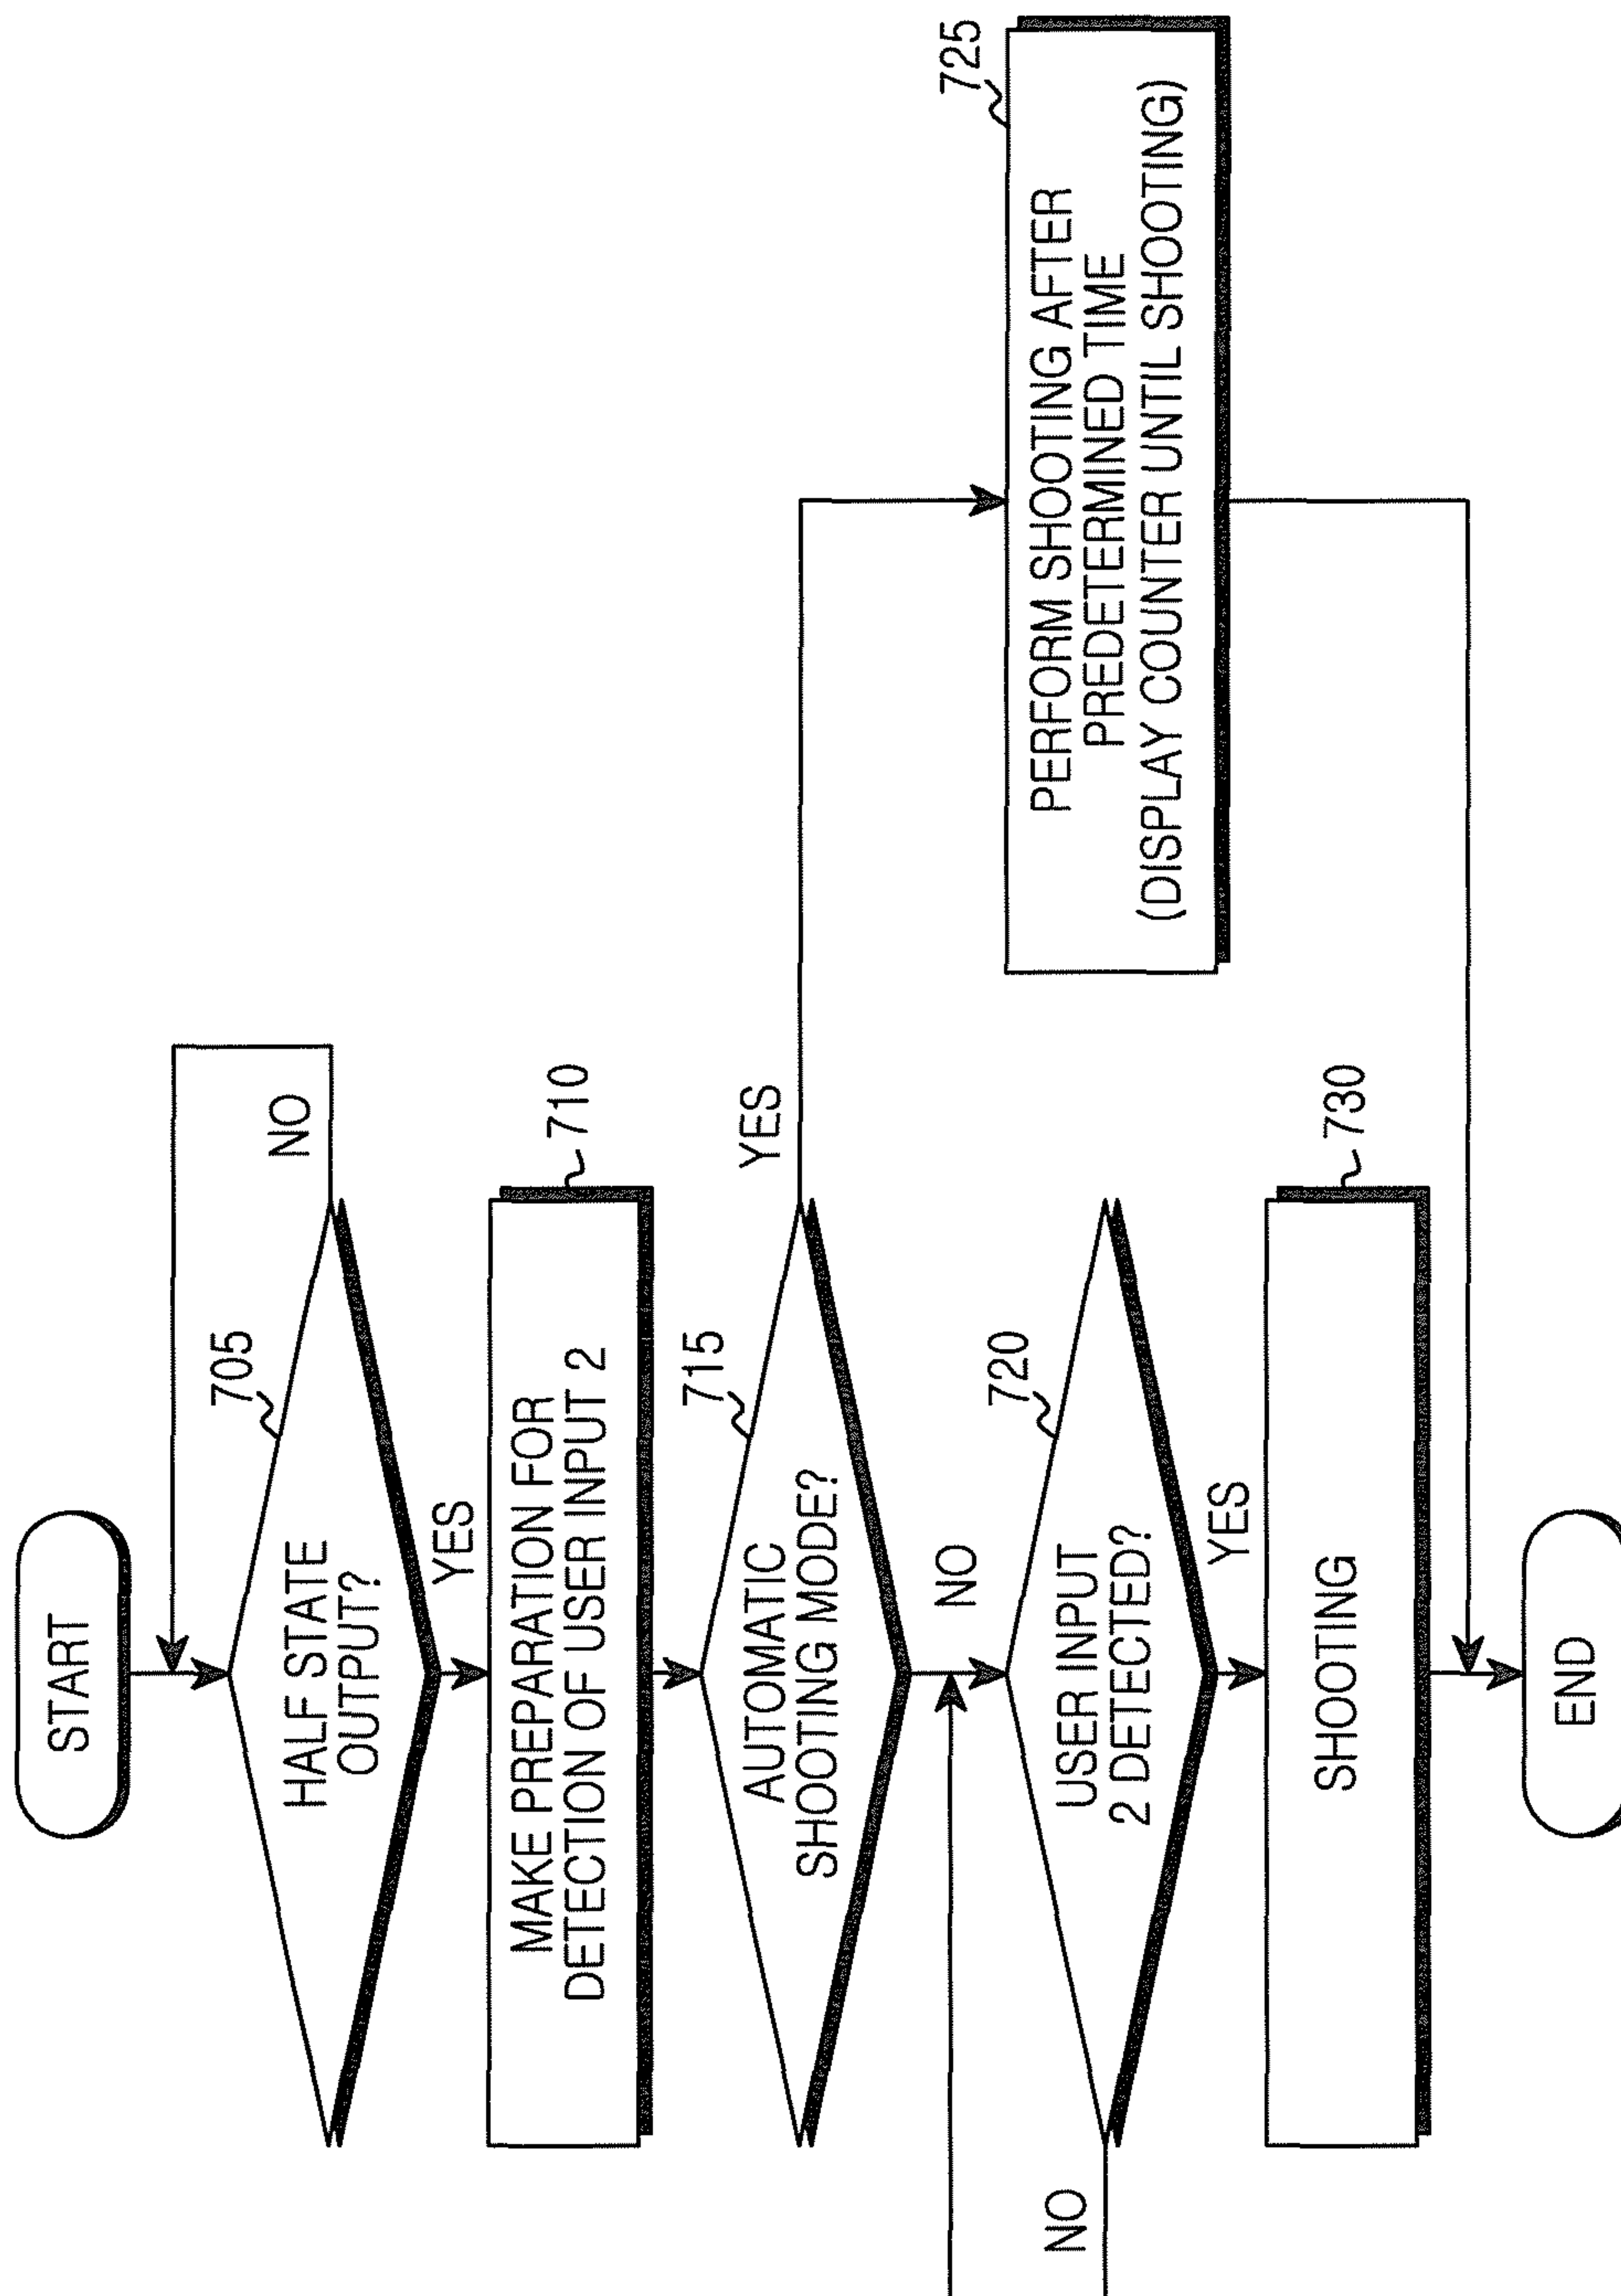 START
705
HALF STATE
OUTPUT?
NO
YES
710
MAKE PREPARATION FOR
DETECTION OF USER INPUT 2
715
AUTOMATIC
SHOOTING MODE?
YES
NO
725
PERFORM SHOOTING AFTER
PREDETERMINED TIME
(DISPLAY COUNTER UNTIL SHOOTING)
720
USER INPUT
2 DETECTED?
NO
YES
730
SHOOTING
END